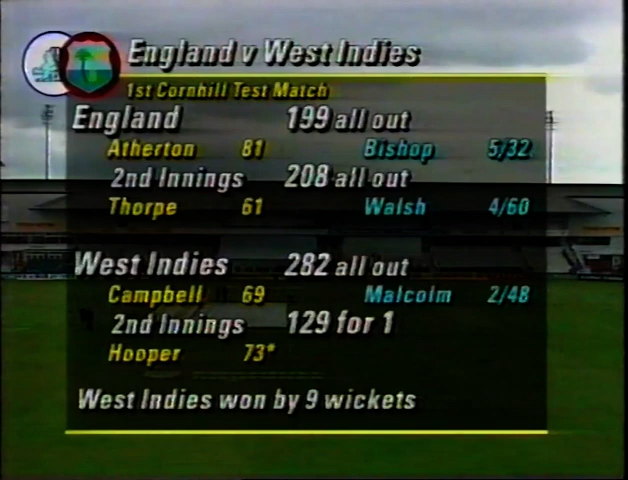 England v West Indies
1st Cornhill Test Match
England 199 all out
Atherton 81 Bishop 5/32
2nd Innings 208 all out
Thorpe 61 Walsh 4/60
West Indies 282 all out
Campbell 69 Malcolm 2/48
2nd Innings 129 for 1
Hooper 73*
West Indies won by 9 wickets